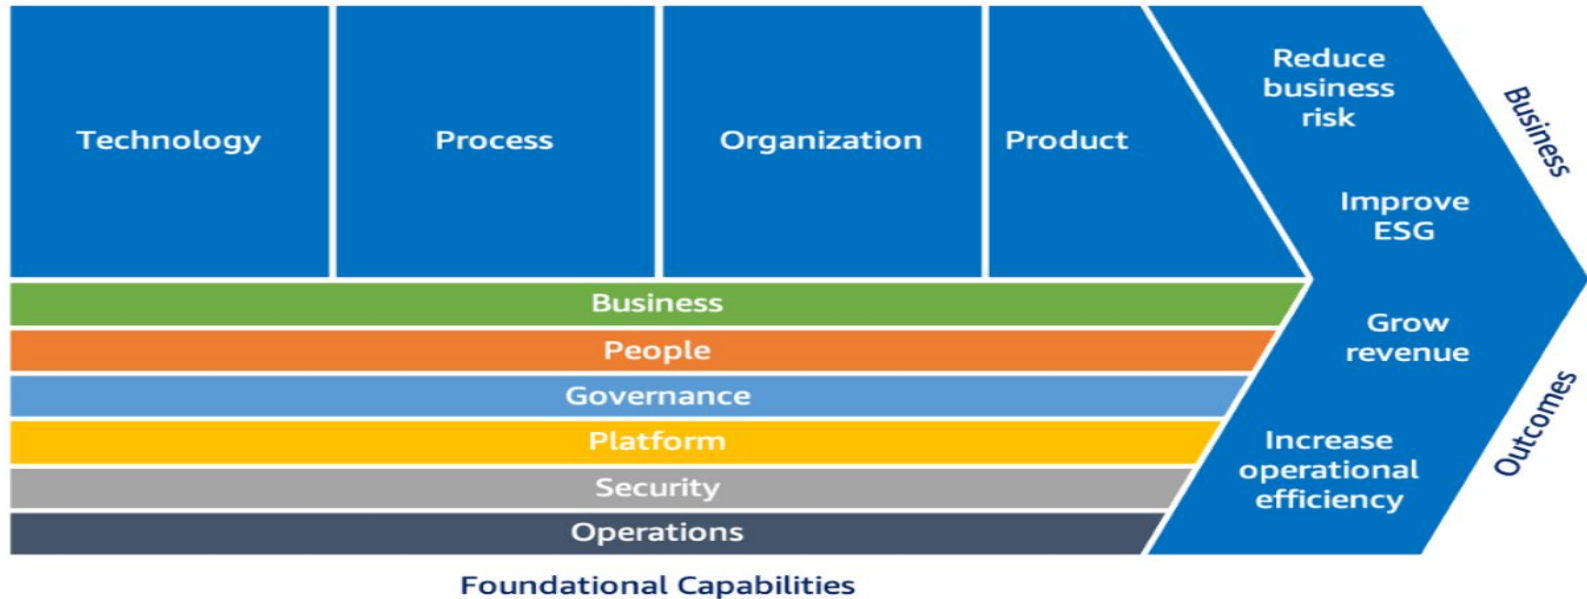 Technology
Process
Organization
Product
Reduce
business
risk
Improve
ESG
Grow
revenue
Increase
operational
efficiency
Business
Outcomes
Business
People
Governance
Platform
Security
Operations
Foundational Capabilities